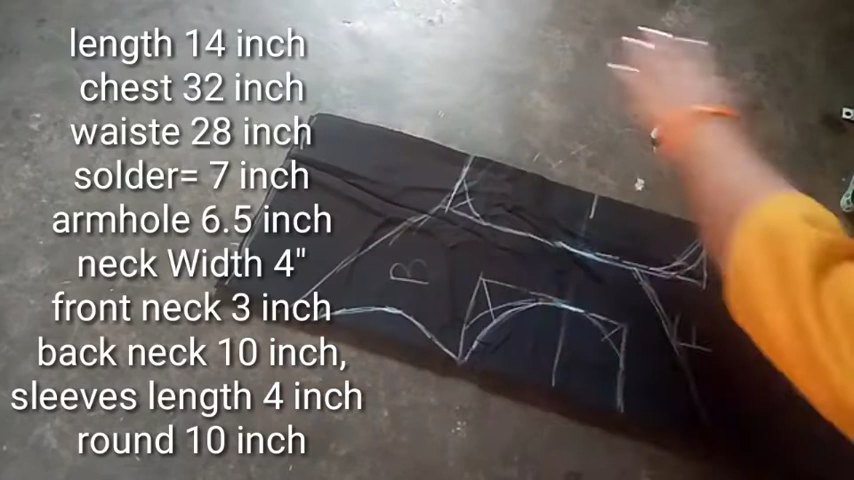 length 14 inch
chest 32 inch
waiste 28 inch
solder= 7 inch
armhole 6.5 inch
neck Width 4"
front neck 3 inch
back neck 10 inch,
sleeves length 4 inch
round 10 inch
B
F